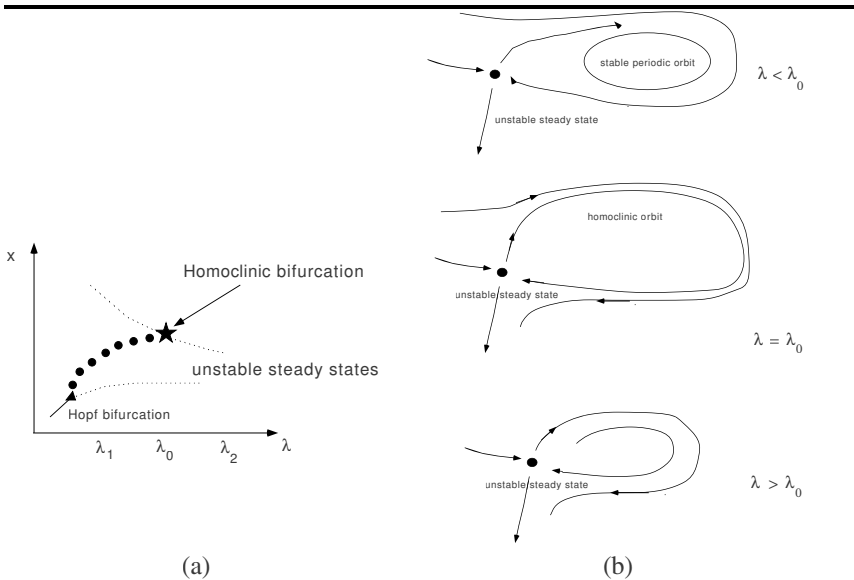 x
Homoclinic bifurcation
unstable steady states
Hopf bifurcation
λ1 λ0 λ2 λ
(a)
stable periodic orbit
λ < λ0
unstable steady state
homoclinic orbit
unstable steady state
λ = λ0
unstable steady state
λ > λ0
(b)